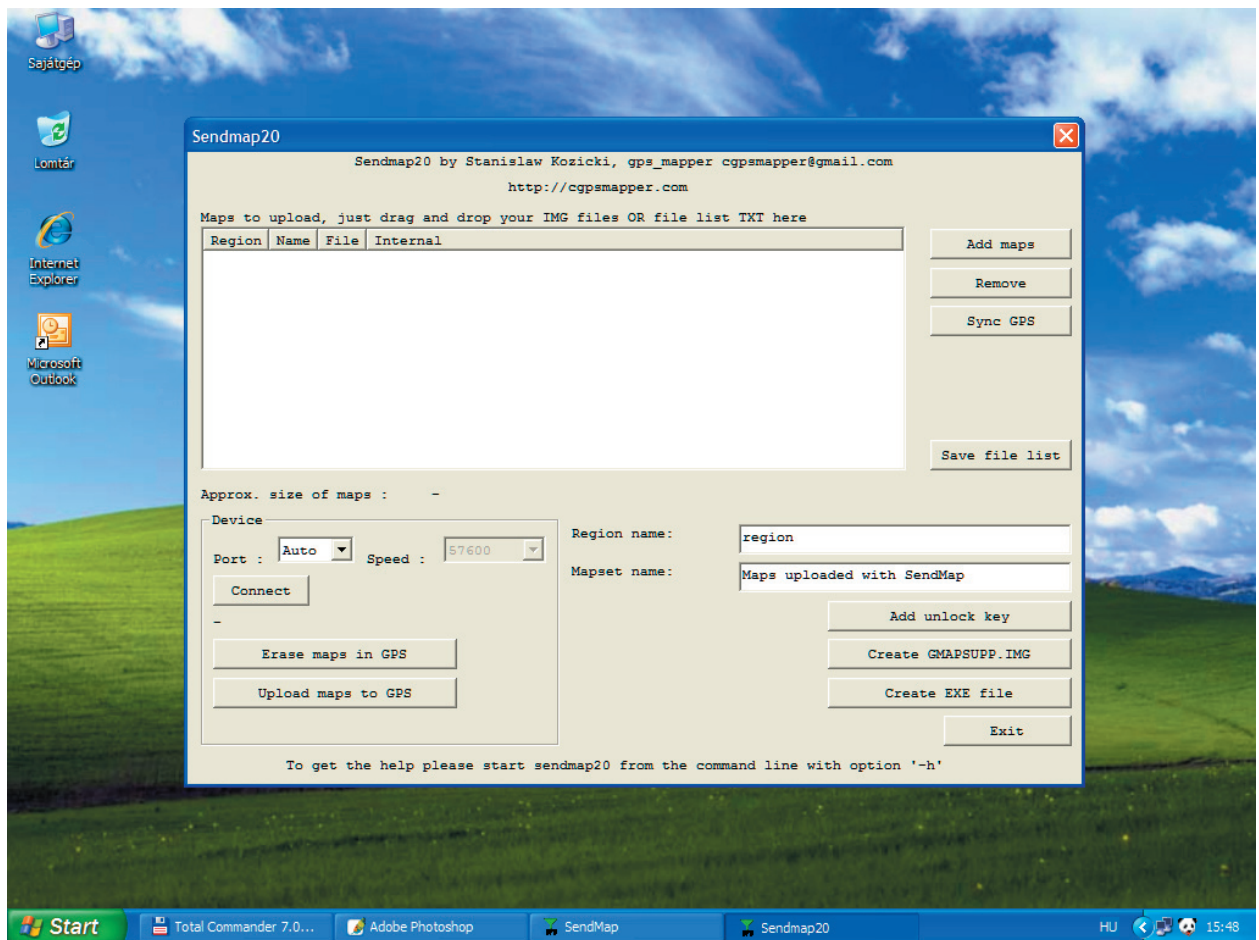 Sajátgép
Lomtár
Internet
Explorer
Microsoft
Outlook
Sendmap20
Sendmap20 by Stanislaw Kozicki, gps_mapper cgpsmapper@gmail.com
http://cgpsmapper.com
Maps to upload, just drag and drop your IMG files OR file list TXT here
Region Name File Internal
Add maps
Remove
Sync GPS
Save file list
Approx. size of maps : -
Device
Port : Auto Speed : 57600
Connect
-
Erase maps in GPS
Upload maps to GPS
Region name: region
Mapset name: Maps uploaded with SendMap
Add unlock key
Create GMAPSUPP.IMG
Create EXE file
Exit
To get the help please start sendmap20 from the command line with option '-h'
Start Total Commander 7.0... Adobe Photoshop SendMap Sendmap20 HU 15:48